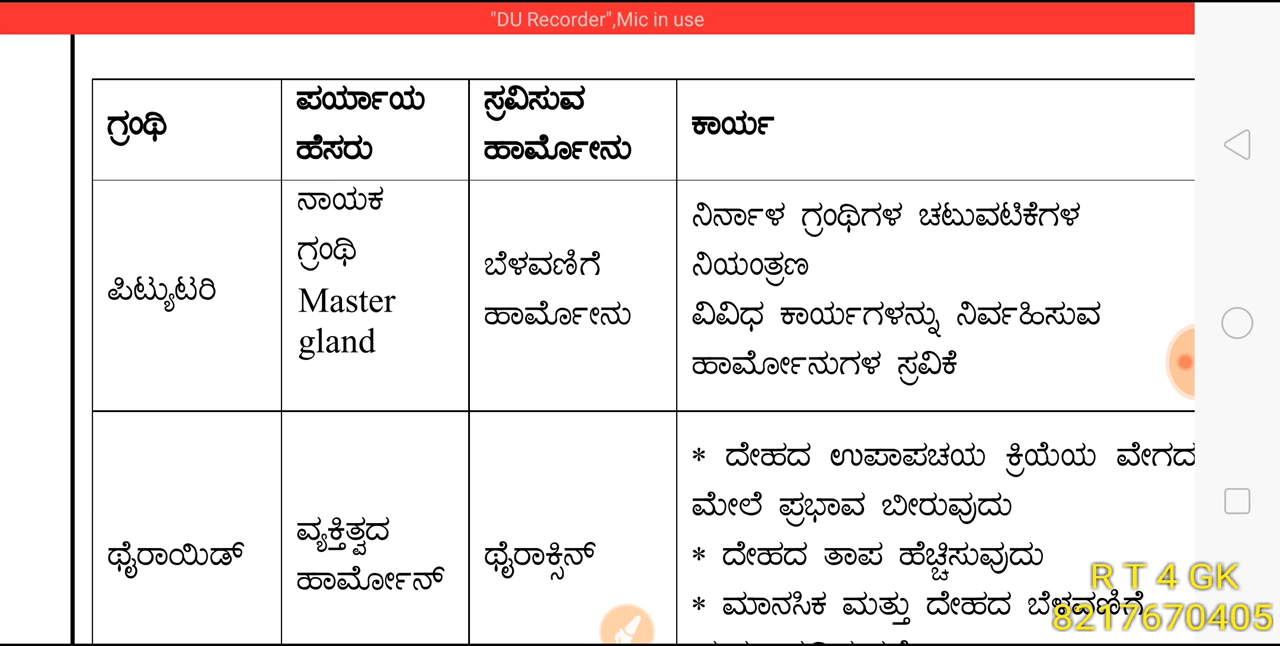 "DU Recorder",Mic in use
ಗ್ರಂಥಿ
ಪರ್ಯಾಯ
ಹೆಸರು
ಸ್ರವಿಸುವ
ಹಾರ್ಮೋನು
ಕಾರ್ಯ
ಪಿಟ್ಯುಟರಿ
ನಾಯಕ
ಗ್ರಂಥಿ
Master
gland
ಬೆಳವಣಿಗೆ
ಹಾರ್ಮೋನು
ನಿರ್ನಾಳ ಗ್ರಂಥಿಗಳ ಚಟುವಟಿಕೆಗಳ
ನಿಯಂತ್ರಣ
ವಿವಿಧ ಕಾರ್ಯಗಳನ್ನು ನಿರ್ವಹಿಸುವ
ಹಾರ್ಮೋನುಗಳ ಸ್ರವಿಕೆ
ಥೈರಾಯಿಡ್
ವ್ಯಕ್ತಿತ್ವದ
ಹಾರ್ಮೋನ್
ಥೈರಾಕ್ಸಿನ್
* ದೇಹದ ಉಪಾಪಚಯ ಕ್ರಿಯೆಯ ವೇಗದ
ಮೇಲೆ ಪ್ರಭಾವ ಬೀರುವುದು
* ದೇಹದ ತಾಪ ಹೆಚ್ಚಿಸುವುದು
* ಮಾನಸಿಕ ಮತ್ತು ದೇಹದ ಬೆಳವಣಿಗೆ
R T 4 GK
8217670405